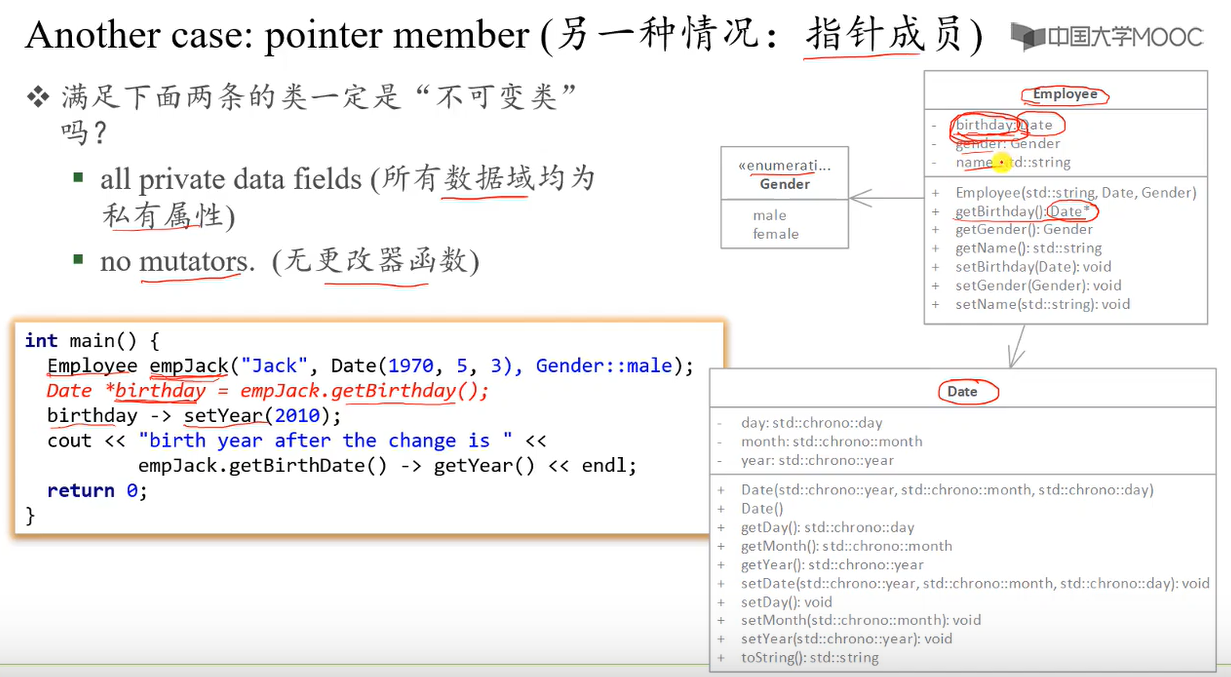 Another case: pointer member (另一种情况：指针成员)
中国大学MOOC
❖ 满足下面两条的类一定是“不可变类”
吗？
▪ all private data fields (所有数据域均为
私有属性)
▪ no mutators. (无更改器函数)
int main() {
Employee empJack("Jack", Date(1970, 5, 3), Gender::male);
Date *birthday = empJack.getBirthday();
birthday -> setYear(2010);
cout << "birth year after the change is " <<
empJack.getBirthDate() -> getYear() << endl;
return 0;
}
«enumerati...
Gender
male
female
Employee
- birthday: Date
- gender: Gender
- name: std::string
+ Employee(std::string, Date, Gender)
+ getBirthday():Date*
+ getGender(): Gender
+ getName(): std::string
+ setBirthday(Date): void
+ setGender(Gender): void
+ setName(std::string): void
Date
- day: std::chrono::day
- month: std::chrono::month
- year: std::chrono::year
+ Date(std::chrono::year, std::chrono::month, std::chrono::day)
+ Date()
+ getDay(): std::chrono::day
+ getMonth(): std::chrono::month
+ getYear(): std::chrono::year
+ setDate(std::chrono::year, std::chrono::month, std::chrono::day): void
+ setDay(): void
+ setMonth(std::chrono::month): void
+ setYear(std::chrono::year): void
+ toString(): std::string